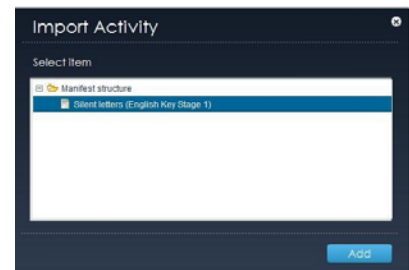 Import Activity
Select Item
Manifest structure
Silent letters (English Key Stage 1)
Add